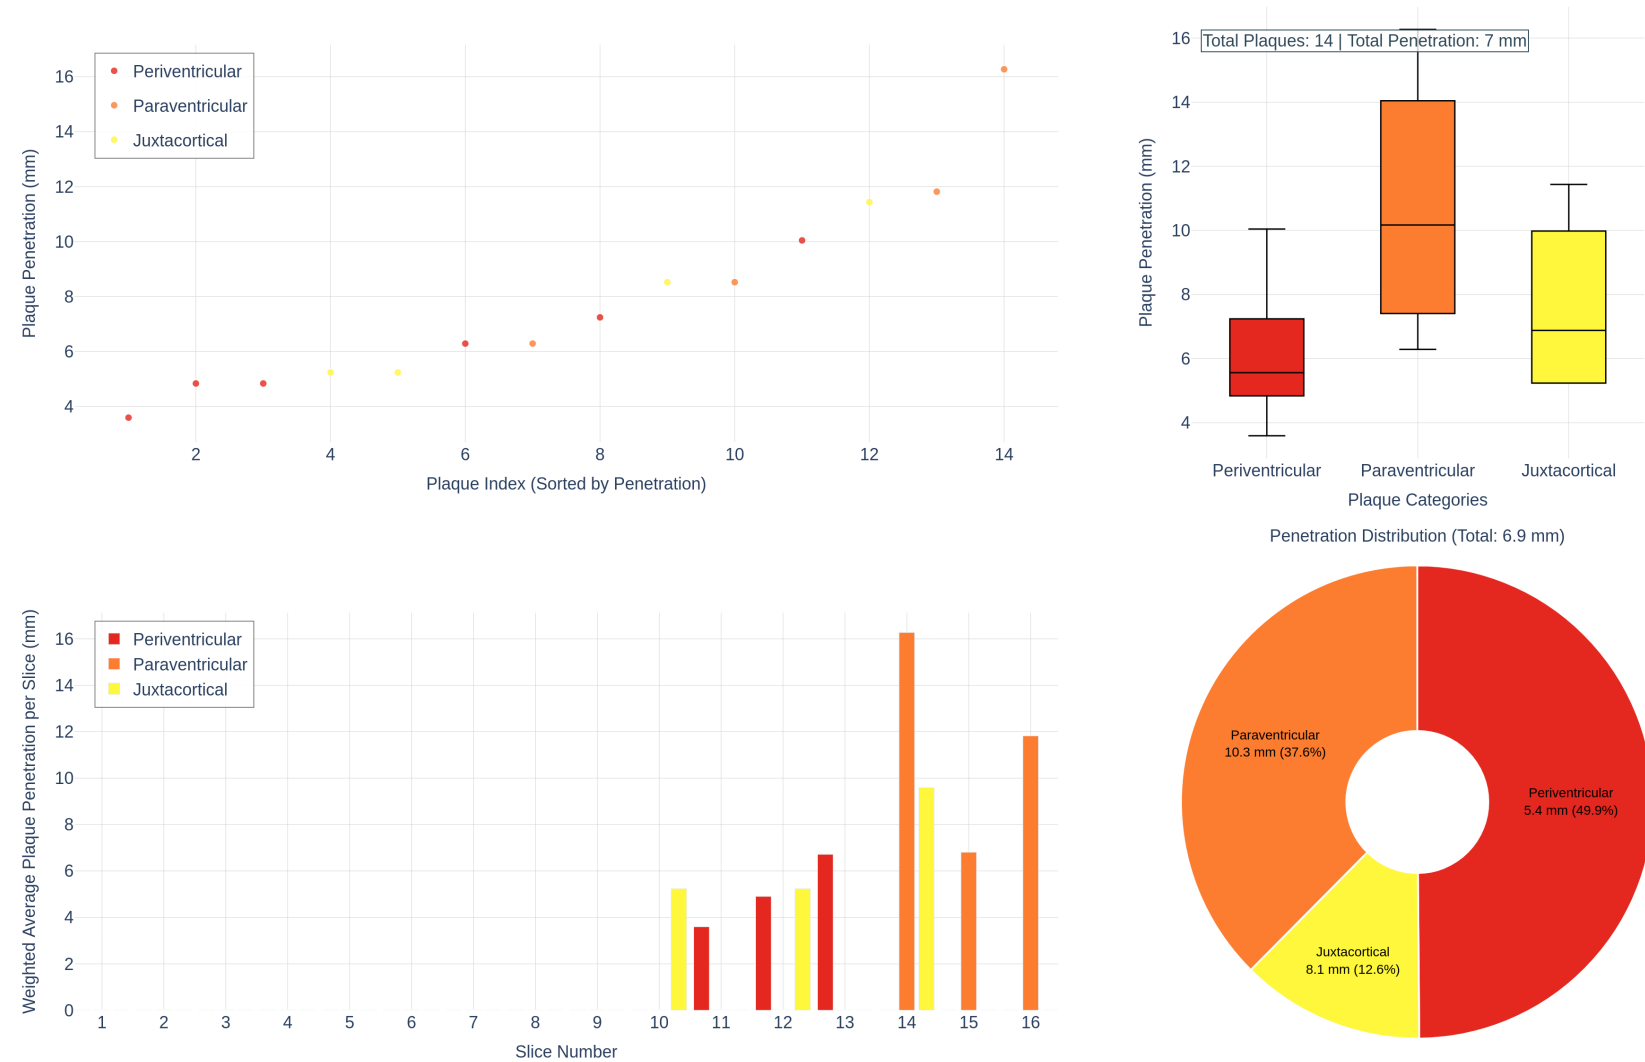 Periventricular
Paraventricular
Juxtacortical
16
14
12
10
8
6
4
Plaque Penetration (mm)
2
4
6
8
10
12
14
Plaque Index (Sorted by Penetration)
Total Plaques: 14 | Total Penetration: 7 mm
16
14
12
10
8
6
4
Plaque Penetration (mm)
Periventricular
Paraventricular
Juxtacortical
Plaque Categories
Periventricular
Paraventricular
Juxtacortical
16
14
12
10
8
6
4
2
0
Weighted Average Plaque Penetration per Slice (mm)
1
2
3
4
5
6
7
8
9
10
11
12
13
14
15
16
Slice Number
Penetration Distribution (Total: 6.9 mm)
Paraventricular
10.3 mm (37.6%)
Periventricular
5.4 mm (49.9%)
Juxtacortical
8.1 mm (12.6%)